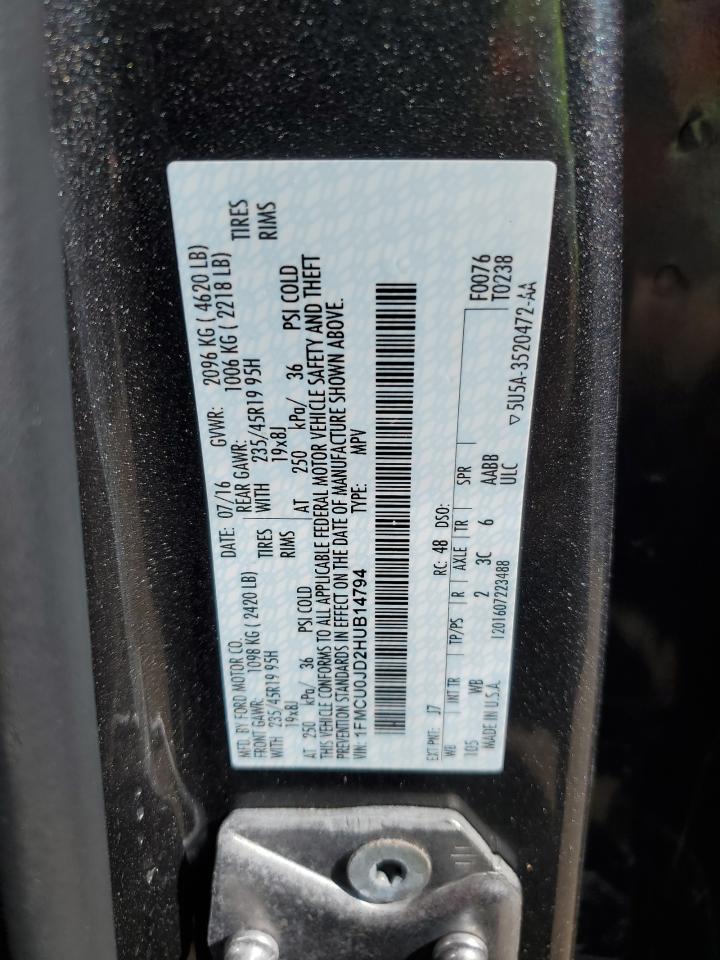 MFD. BY FORD MOTOR CO.
DATE: 07/16 GVWR: 2096 KG ( 4620 LB)
FRONT GAWR: 1098 KG ( 2420 LB) REAR GAWR: 1006 KG ( 2218 LB)
WITH 235/45R19 95H TIRES WITH 235/45R19 95H TIRES
19x8J RIMS 19x8J RIMS
AT 250 kPa/ 36 PSI COLD AT 250 kPa/ 36 PSI COLD
THIS VEHICLE CONFORMS TO ALL APPLICABLE FEDERAL MOTOR VEHICLE SAFETY AND THEFT
PREVENTION STANDARDS IN EFFECT ON THE DATE OF MANUFACTURE SHOWN ABOVE.
VIN: 1FMCU0JD2HUB14794 TYPE: MPV
EXT PNT: J7 RC: 48 DSO:
WB INT TR TP/PS R AXLE TR SPR F0076
105 WB 2 3C 6 AABB T0238
MADE IN U.S.A. 1201607223488 ULC ▽5U5A-3520472-AA